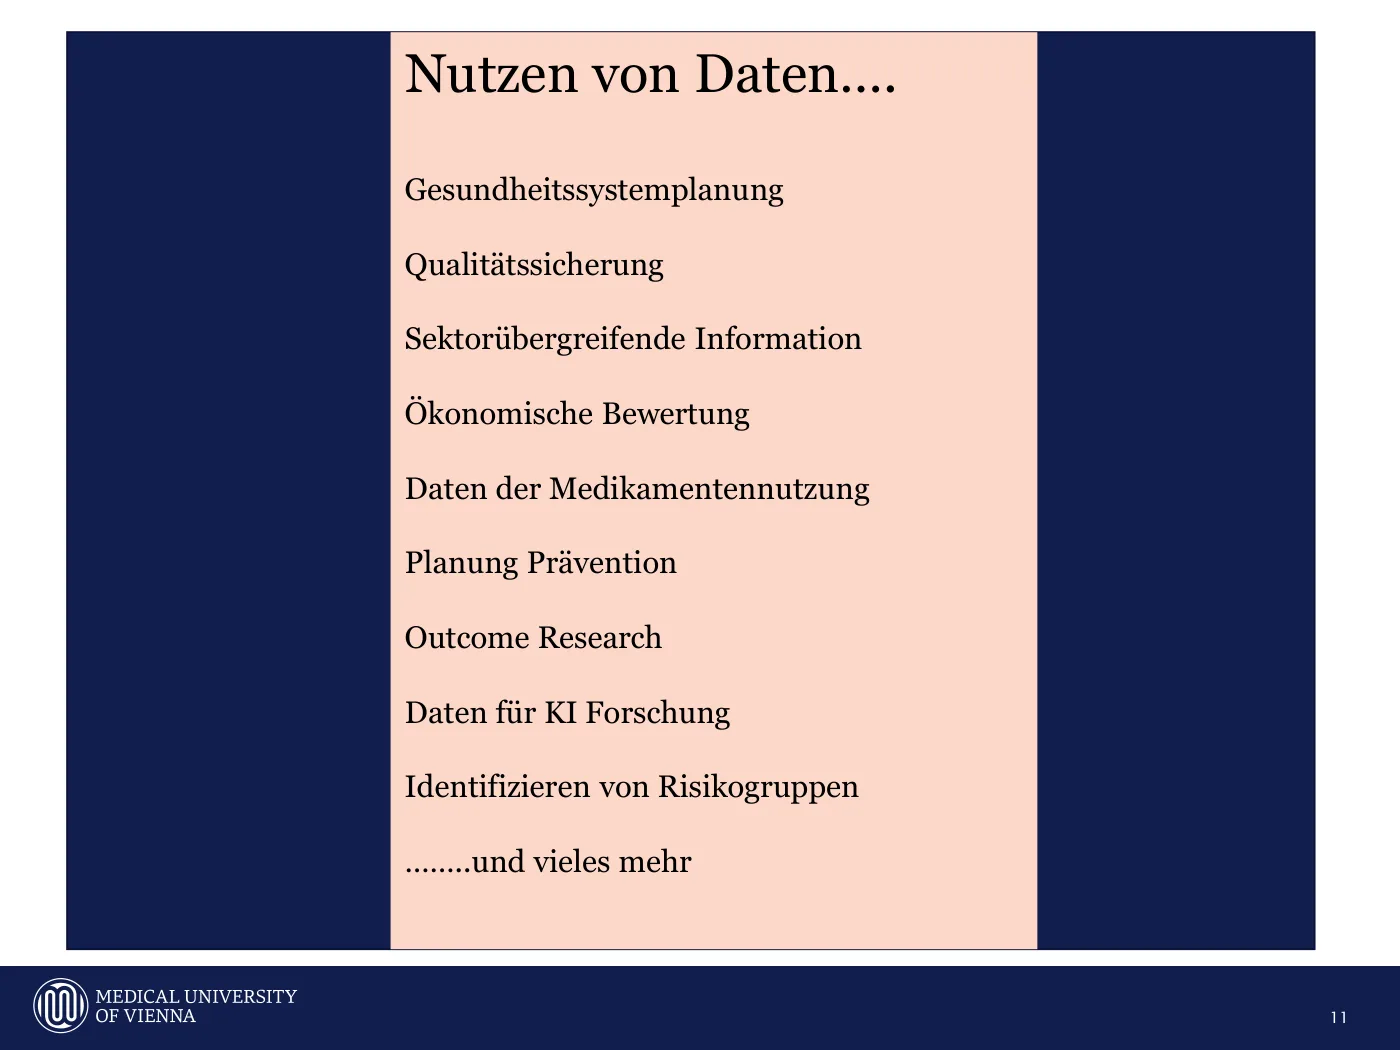 Nutzen von Daten....
Gesundheitssystemplanung
Qualitätssicherung
Sektorübergreifende Information
Ökonomische Bewertung
Daten der Medikamentennutzung
Planung Prävention
Outcome Research
Daten für KI Forschung
Identifizieren von Risikogruppen
........und vieles mehr
MEDICAL UNIVERSITY
OF VIENNA
11